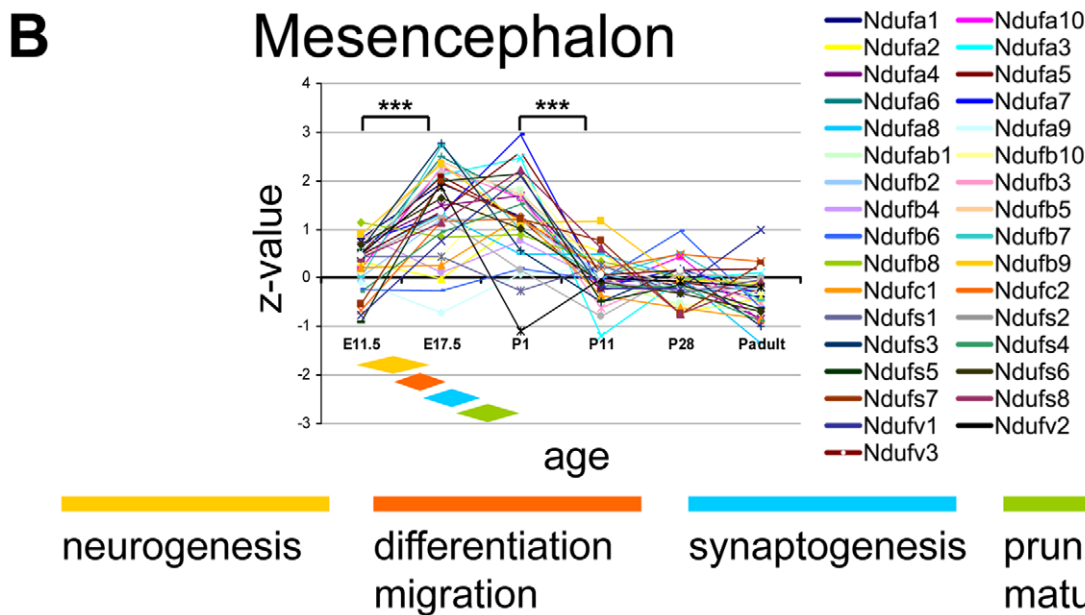 B
Mesencephalon
Ndufa1 Ndufa10
Ndufa2 Ndufa3
Ndufa4 Ndufa5
Ndufa6 Ndufa7
Ndufa8 Ndufa9
Ndufab1 Ndufb10
Ndufb2 Ndufb3
Ndufb4 Ndufb5
Ndufb6 Ndufb7
Ndufb8 Ndufb9
Ndufc1 Ndufc2
Ndufs1 Ndufs2
Ndufs3 Ndufs4
Ndufs5 Ndufs6
Ndufs7 Ndufs8
Ndufv1 Ndufv2
Ndufv3
z-value
4
3
2
1
0
-1
-2
-3
*** ***
E11.5 E17.5 P1 P11 P28 Padult
age
neurogenesis
differentiation
migration
synaptogenesis
prun
matu